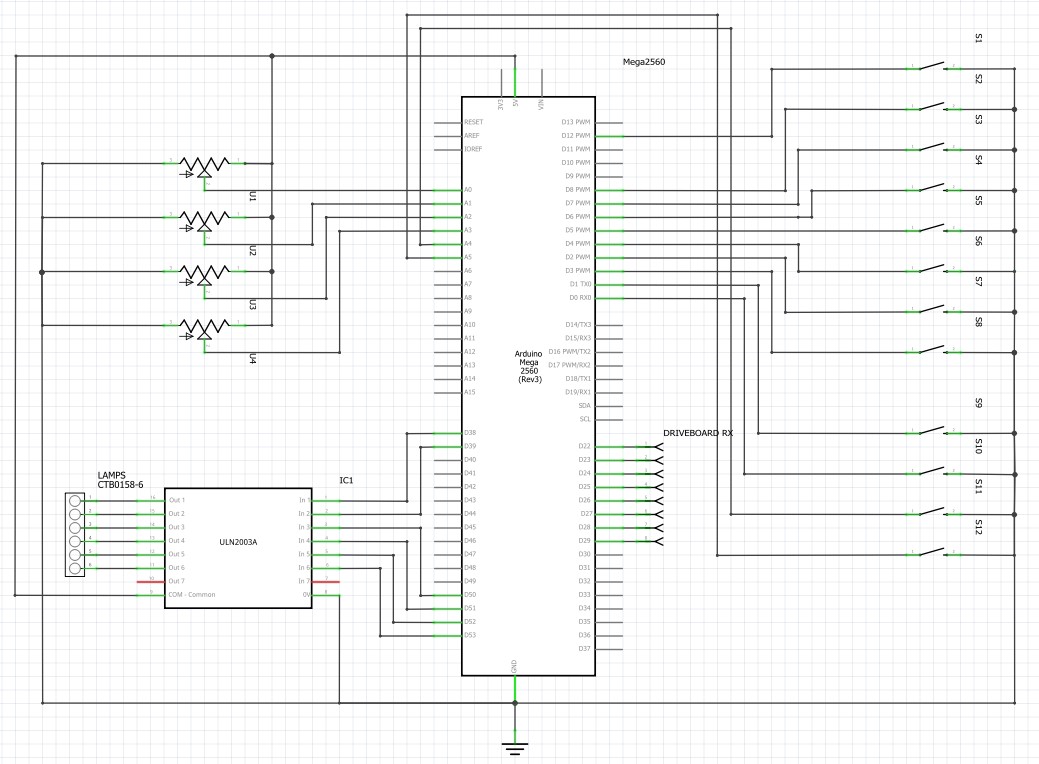 Mega2560
S1
S2
S3
S4
S5
S6
S7
S8
S9
S10
S11
S12
3V3
5V
VIN
RESET
AREF
IOREF
A0
A1
A2
A3
A4
A5
A6
A7
A8
A9
A10
A11
A12
A13
A14
A15
D38
D39
D40
D41
D42
D43
D44
D45
D46
D47
D48
D49
D50
D51
D52
D53
D13 PWM
D12 PWM
D11 PWM
D10 PWM
D9 PWM
D8 PWM
D7 PWM
D6 PWM
D5 PWM
D4 PWM
D2 PWM
D3 PWM
D1 TX0
D0 RX0
D14/TX3
D15/RX3
D16 PWM/TX2
D17 PWM/RX2
D18/TX1
D19/RX1
SDA
SCL
D22
D23
D24
D25
D26
D27
D28
D29
D30
D31
D32
D33
D34
D35
D36
D37
GND
Arduino
Mega
2560
(Rev3)
DRIVEBOARD RX
U1
U2
U3
U4
LAMPS
CTB0158-6
IC1
ULN2003A
Out 1
Out 2
Out 3
Out 4
Out 5
Out 6
Out 7
COM - Common
In 1
In 2
In 3
In 4
In 5
In 6
In 7
0V